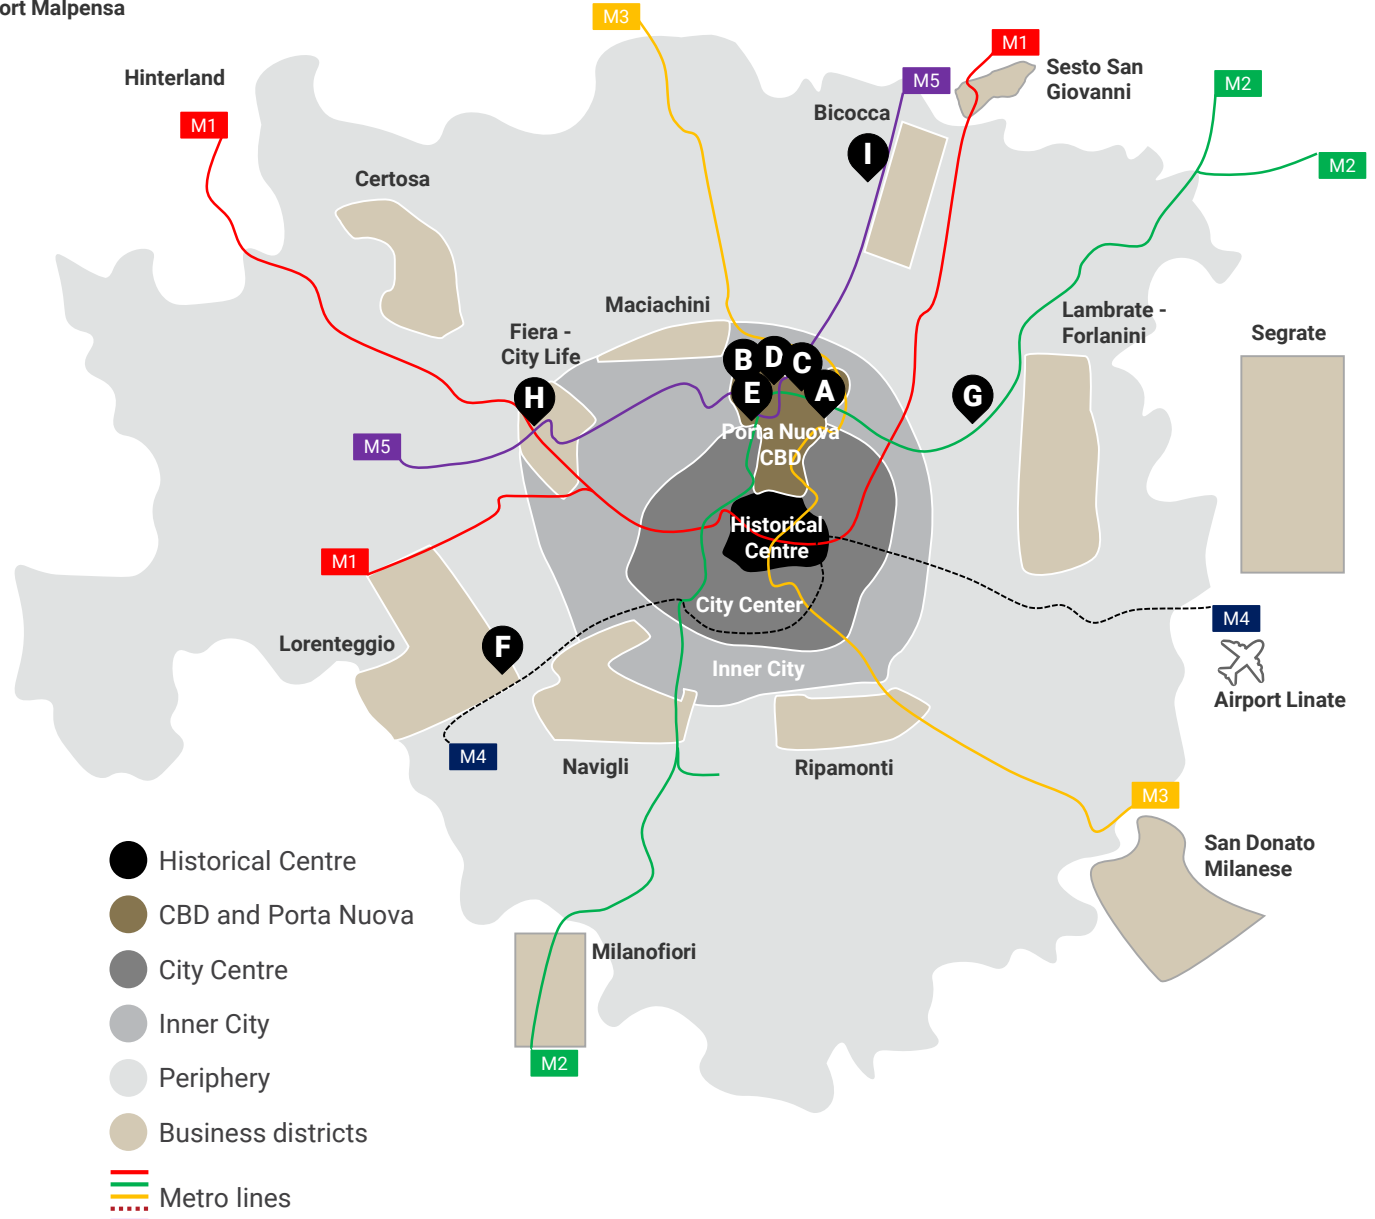 ort Malpensa
M3
M1
Sesto San
Giovanni
Hinterland
M5
M2
Bicocca
M1
I
M2
Certosa
Maciachini
Lambrate -
Forlanini
Fiera -
City Life
Segrate
B
D
C
E
A
H
G
Porta Nuova
CBD
M5
Historical
Centre
M1
City Center
M4
Lorenteggio
F
Inner City
Airport Linate
M4
Navigli
Ripamonti
M3
San Donato
Milanese
Historical Centre
CBD and Porta Nuova
City Centre
Milanofiori
Inner City
M2
Periphery
Business districts
Metro lines